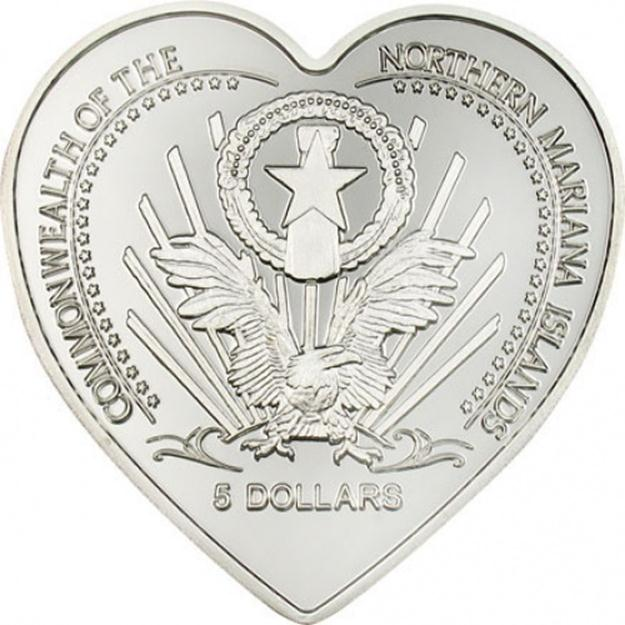 COMMONWEALTH OF THE
NORTHERN MARIANA ISLANDS
5 DOLLARS